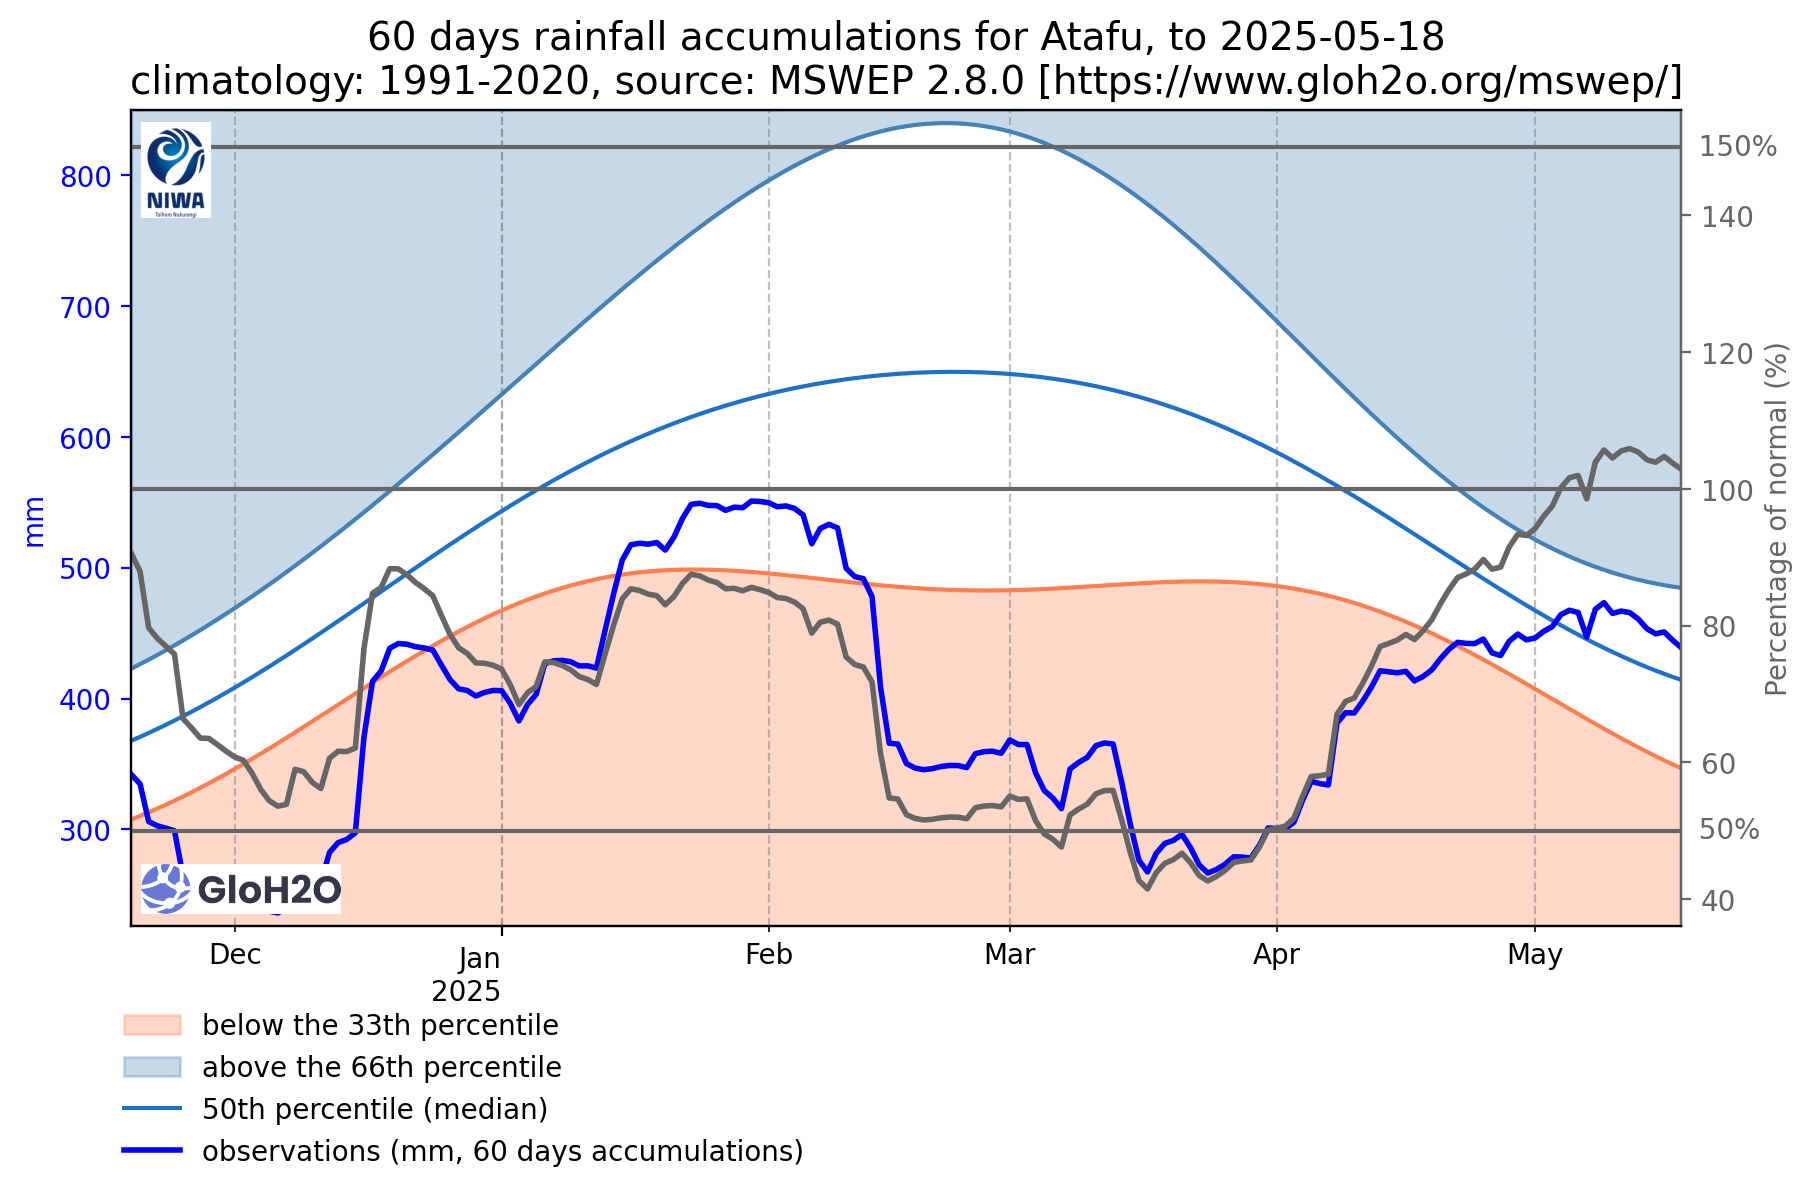 60 days rainfall accumulations for Atafu, to 2025-05-18
climatology: 1991-2020, source: MSWEP 2.8.0 [https://www.gloh2o.org/mswep/]
NIWA
Taihoro Nukurangi
GloH2O
800
700
600
500
400
300
mm
150%
140
120
100
80
60
50%
40
Percentage of normal (%)
Dec
Jan
2025
Feb
Mar
Apr
May
below the 33th percentile
above the 66th percentile
50th percentile (median)
observations (mm, 60 days accumulations)